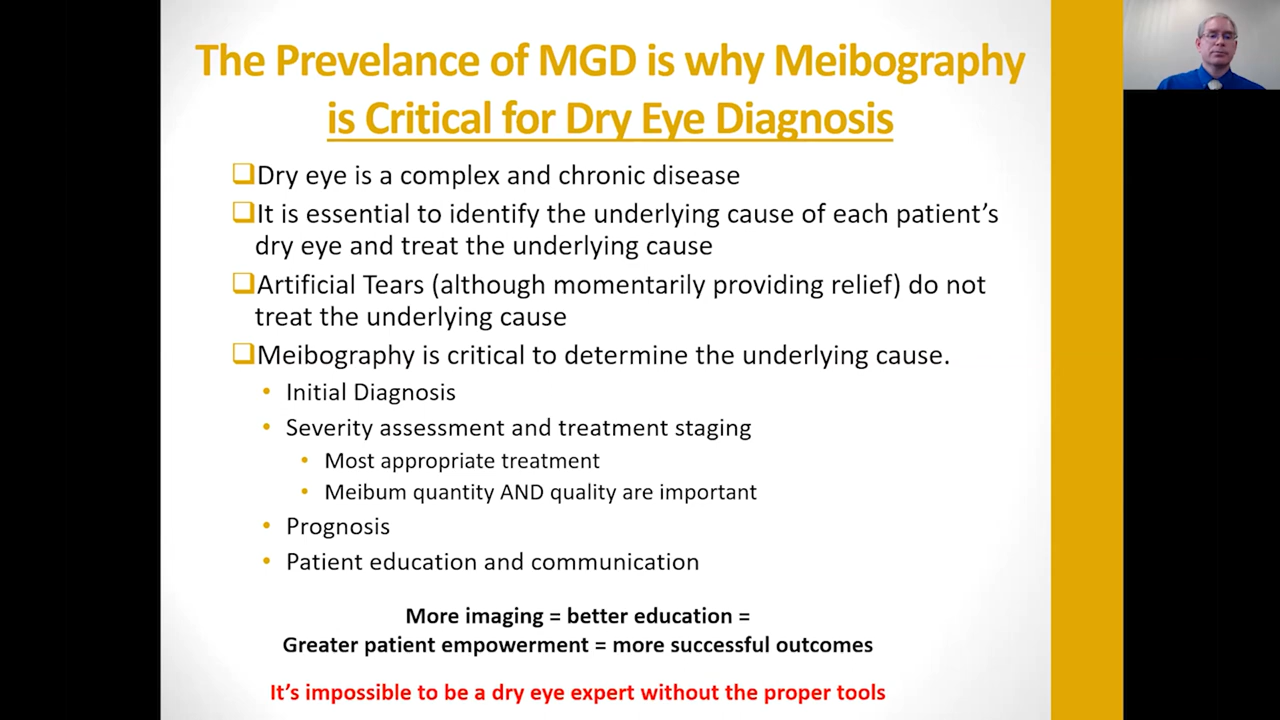 The Prevelance of MGD is why Meibography
is Critical for Dry Eye Diagnosis
Dry eye is a complex and chronic disease
It is essential to identify the underlying cause of each patient’s
dry eye and treat the underlying cause
Artificial Tears (although momentarily providing relief) do not
treat the underlying cause
Meibography is critical to determine the underlying cause.
• Initial Diagnosis
• Severity assessment and treatment staging
• Most appropriate treatment
• Meibum quantity AND quality are important
• Prognosis
• Patient education and communication
More imaging = better education =
Greater patient empowerment = more successful outcomes
It’s impossible to be a dry eye expert without the proper tools